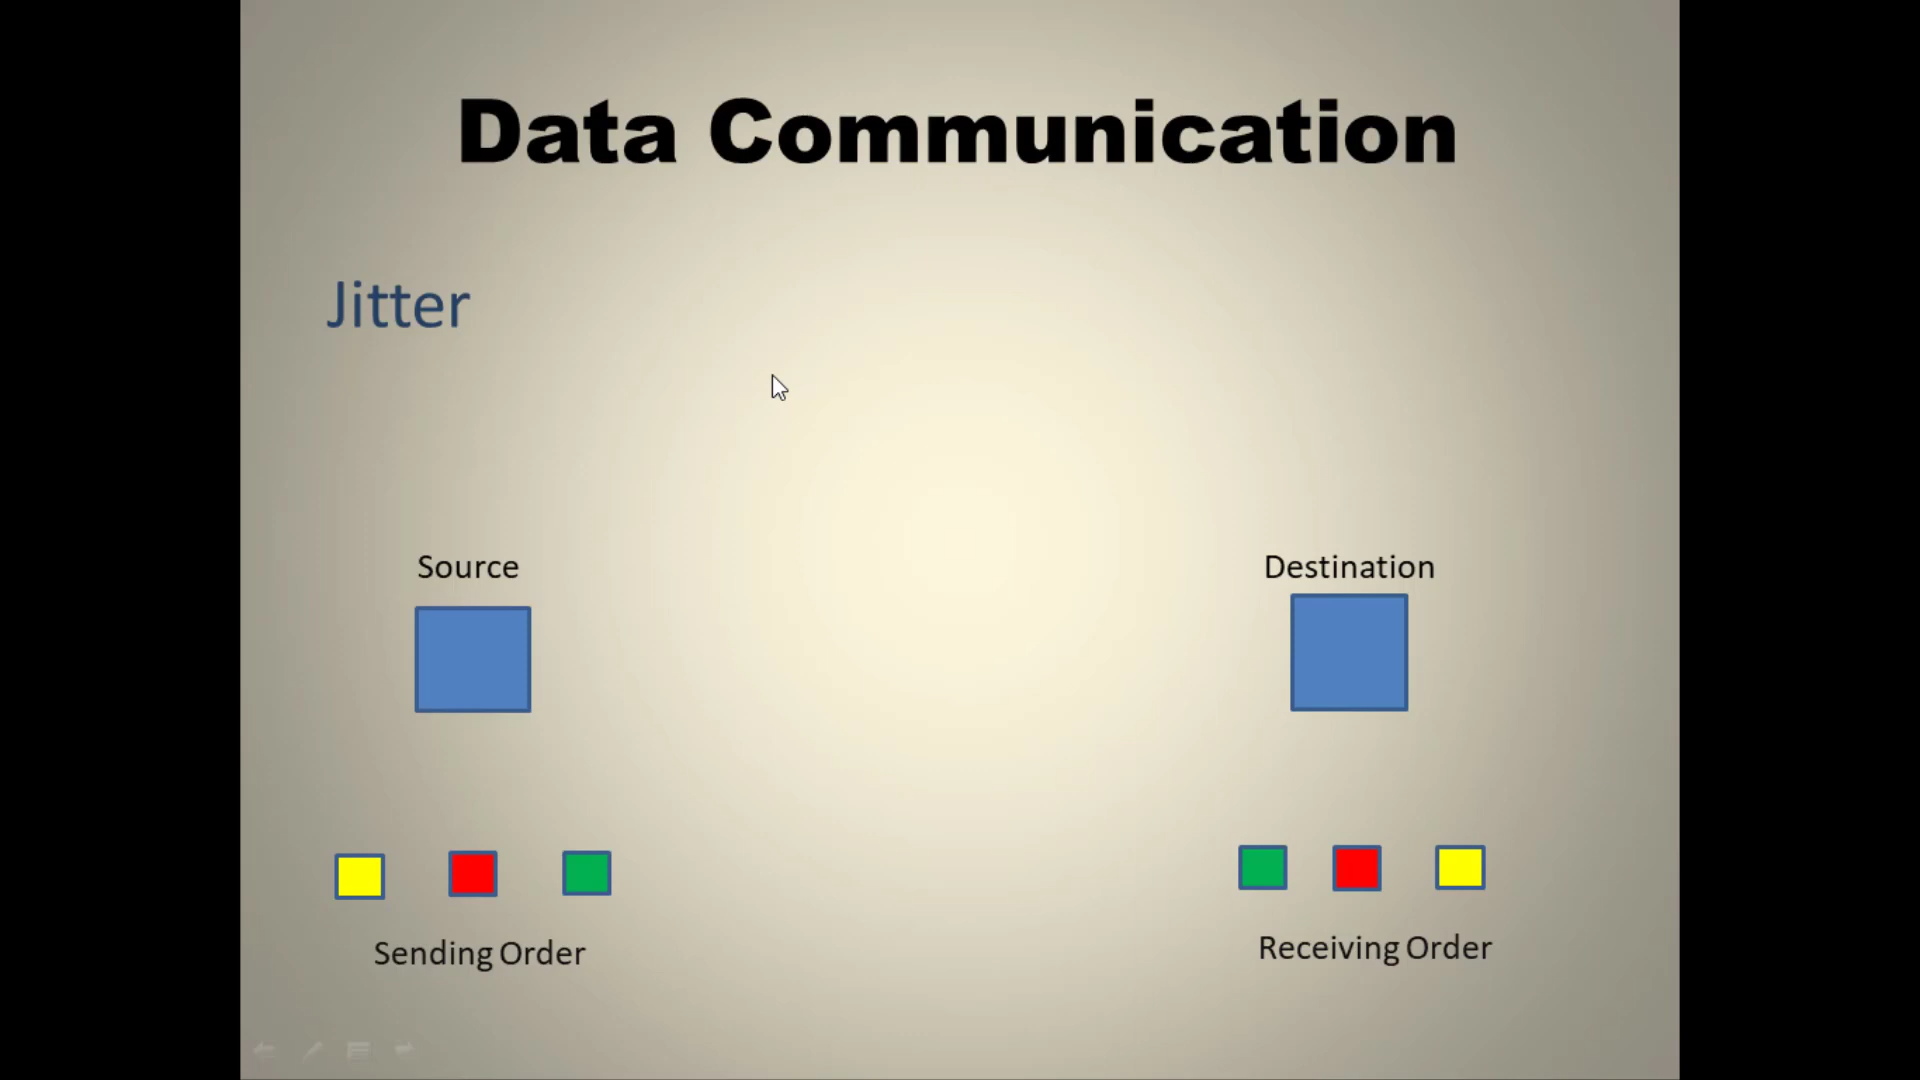 Data Communication
Jitter
Source
Destination
Sending Order
Receiving Order